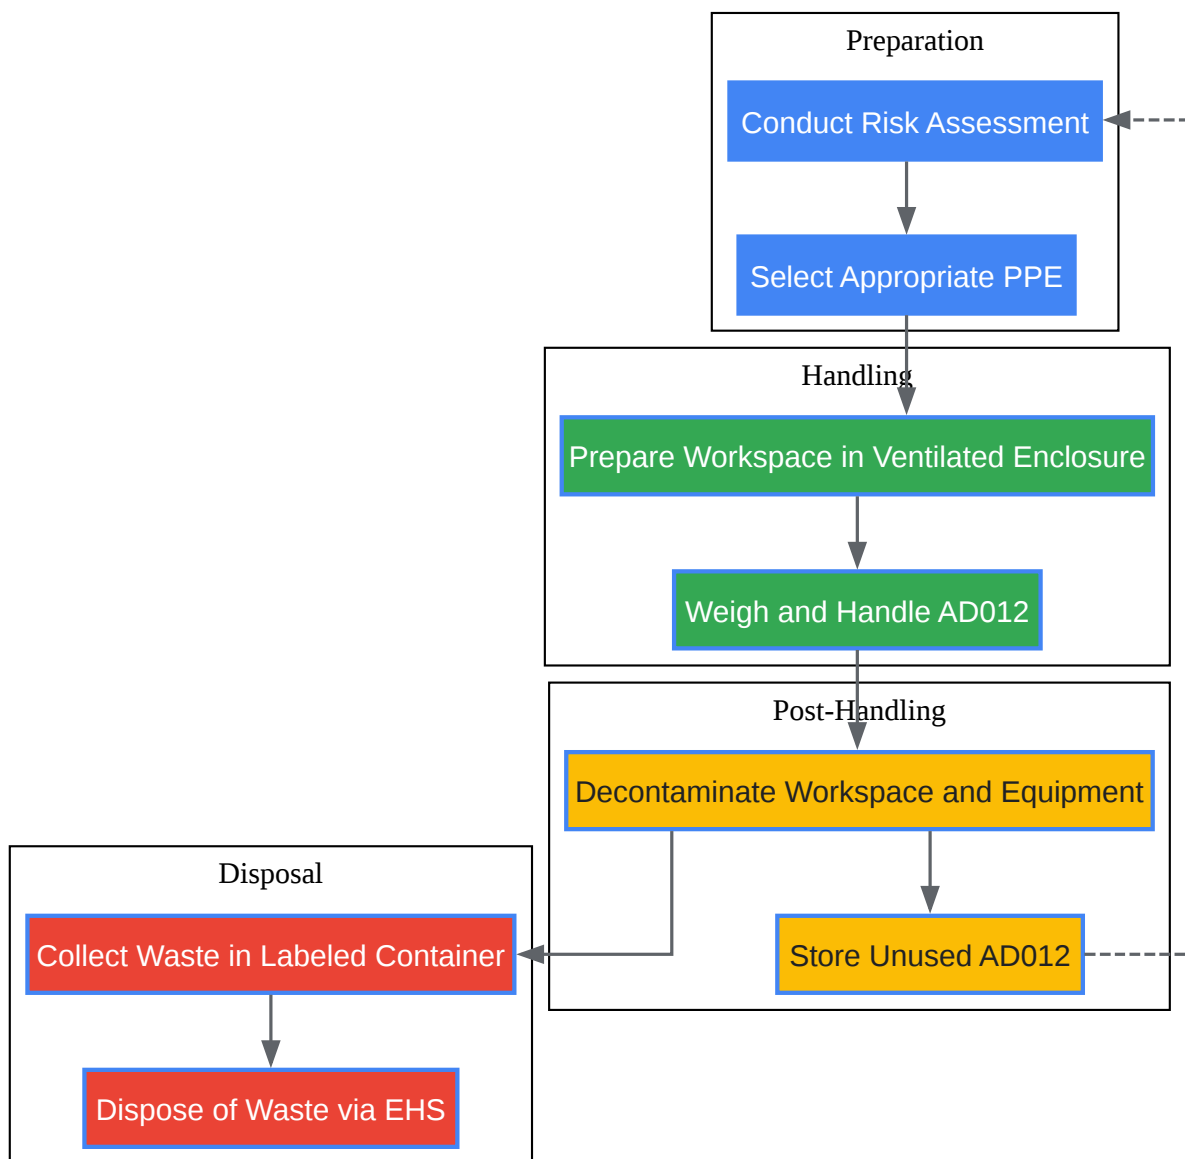 Preparation
Conduct Risk Assessment
Select Appropriate PPE
Handling
Prepare Workspace in Ventilated Enclosure
Weigh and Handle AD012
Post-Handling
Decontaminate Workspace and Equipment
Store Unused AD012
Disposal
Collect Waste in Labeled Container
Dispose of Waste via EHS